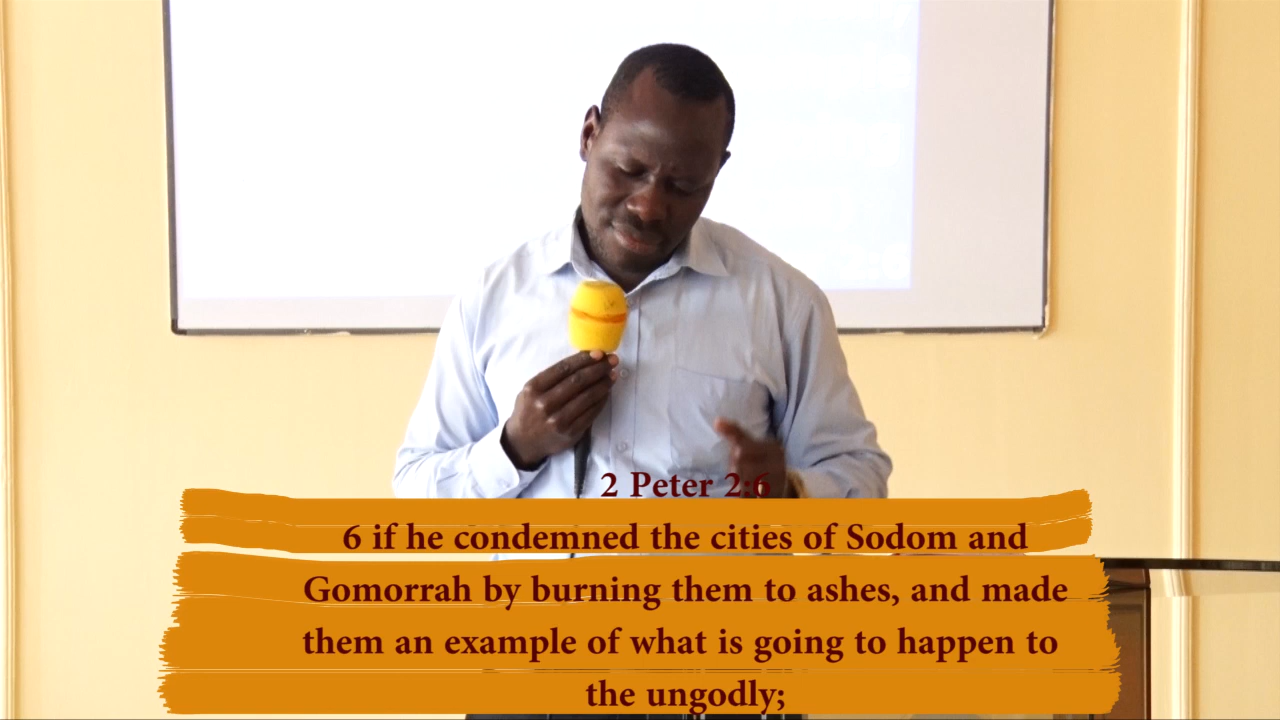 2 Peter 2:6
6 if he condemned the cities of Sodom and
Gomorrah by burning them to ashes, and made
them an example of what is going to happen to
the ungodly;